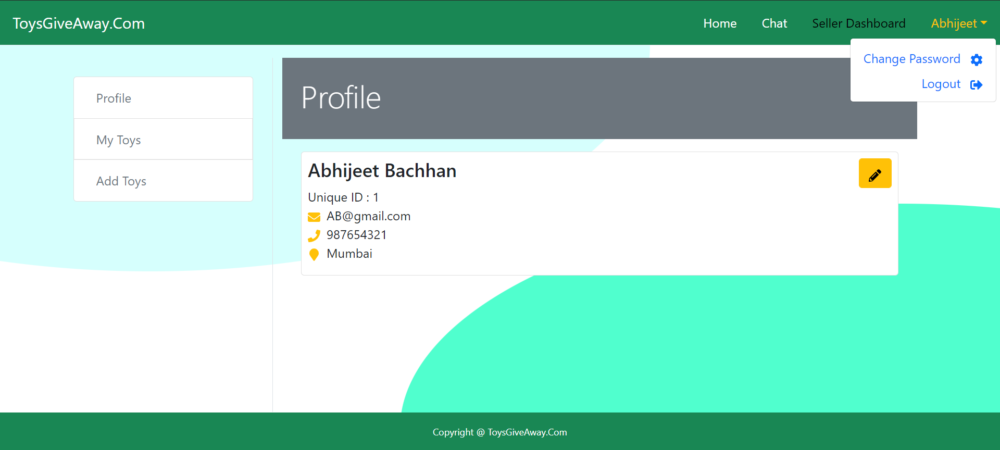 ToysGiveAway.Com
Home Chat Seller Dashboard Abhijeet
Change Password
Logout
Profile
My Toys
Add Toys
Profile
Abhijeet Bachhan
Unique ID : 1
AB@gmail.com
987654321
Mumbai
Copyright @ ToysGiveAway.Com